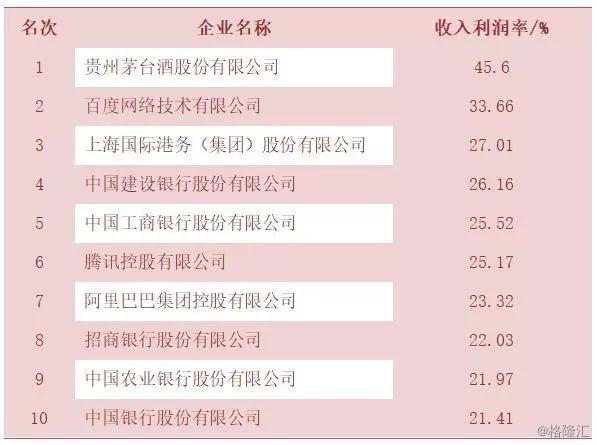 名次 企业名称 收入利润率/%
1 贵州茅台酒股份有限公司 45.6
2 百度网络技术有限公司 33.66
3 上海国际港务（集团）股份有限公司 27.01
4 中国建设银行股份有限公司 26.16
5 中国工商银行股份有限公司 25.52
6 腾讯控股有限公司 25.17
7 阿里巴巴集团控股有限公司 23.32
8 招商银行股份有限公司 22.03
9 中国农业银行股份有限公司 21.97
10 中国银行股份有限公司 21.41
@格隆汇